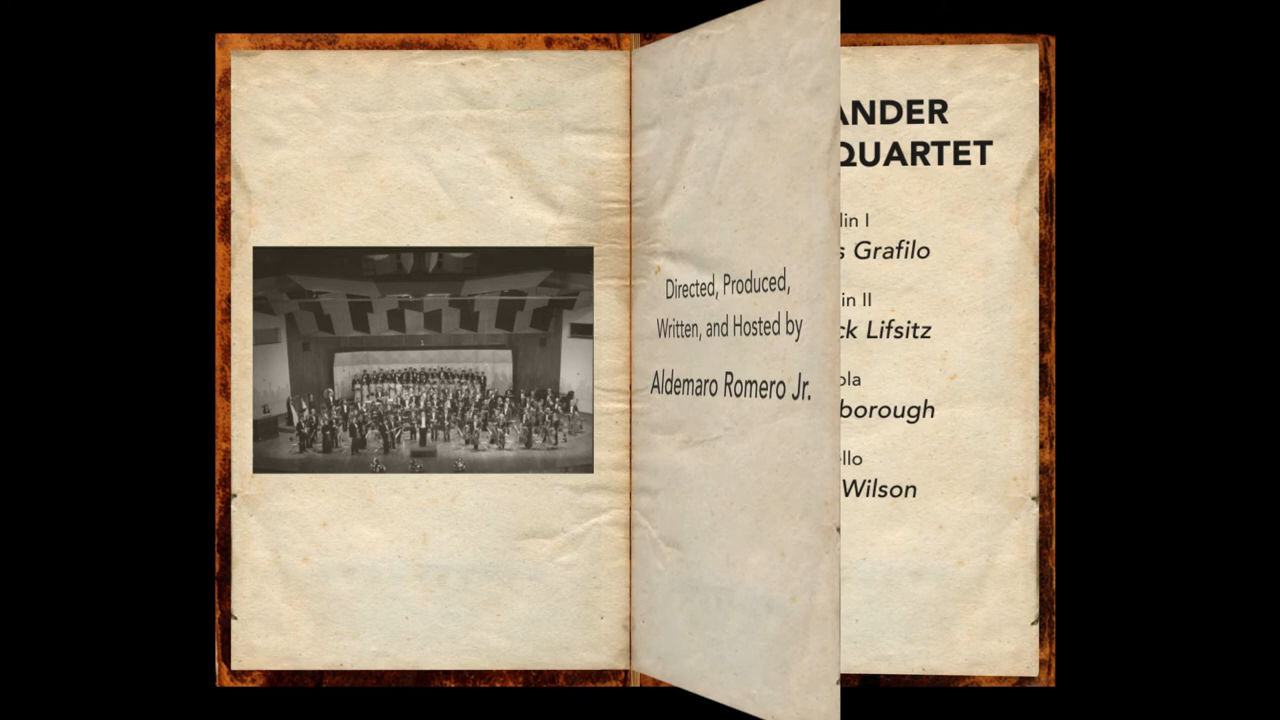 Directed, Produced,
Written, and Hosted by
Aldemaro Romero Jr.
ANDER
QUARTET
lin I
s Grafilo
in II
ck Lifsitz
ola
borough
llo
Wilson